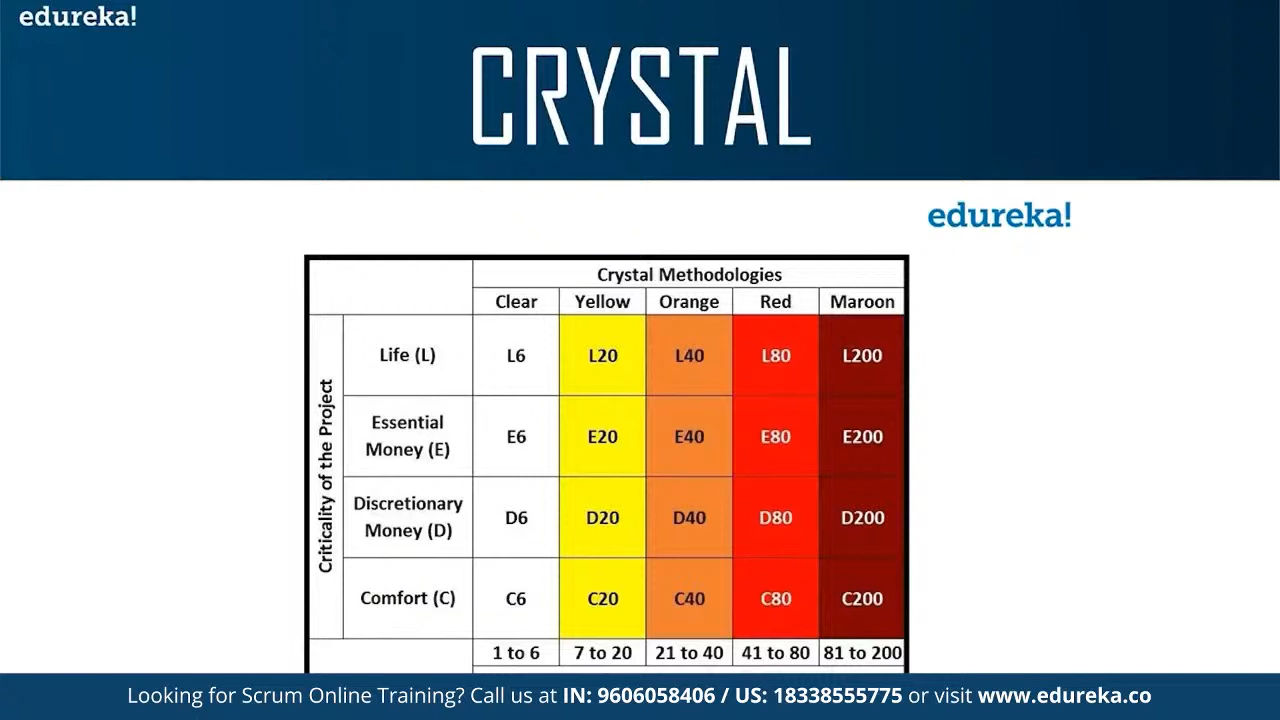 edureka!
CRYSTAL
edureka!
Crystal Methodologies
Clear Yellow Orange Red Maroon
Criticality of the Project
Life (L) L6 L20 L40 L80 L200
Essential
Money (E) E6 E20 E40 E80 E200
Discretionary
Money (D) D6 D20 D40 D80 D200
Comfort (C) C6 C20 C40 C80 C200
1 to 6 7 to 20 21 to 40 41 to 80 81 to 200
Looking for Scrum Online Training? Call us at IN: 9606058406 / US: 18338555775 or visit www.edureka.co